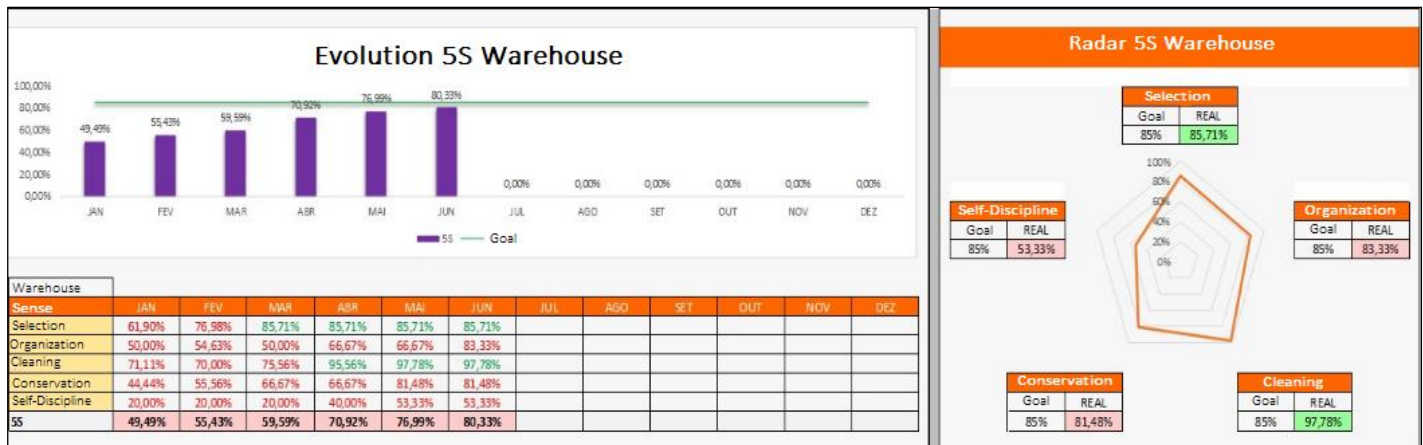 Evolution 5S Warehouse
100,00%
80,00%
60,00%
40,00%
20,00%
0,00%
49,49% 55,43% 59,59% 70,92% 76,99% 80,33% 0,00% 0,00% 0,00% 0,00% 0,00% 0,00%
JAN FEV MAR ABR MAI JUN JUL AGO SET OUT NOV DEZ
5S Goal
Warehouse
Sense JAN FEV MAR ABR MAI JUN JUL AGO SET OUT NOV DEZ
Selection 61,90% 76,98% 85,71% 85,71% 85,71% 85,71%
Organization 50,00% 54,63% 50,00% 66,67% 66,67% 83,33%
Cleaning 71,11% 70,00% 75,56% 95,56% 97,78% 97,78%
Conservation 44,44% 55,56% 66,67% 66,67% 81,48% 81,48%
Self-Discipline 20,00% 20,00% 20,00% 40,00% 53,33% 53,33%
5S 49,49% 55,43% 59,59% 70,92% 76,99% 80,33%
Radar 5S Warehouse
Selection
Goal REAL
85% 85,71%
100%
80%
60%
40%
20%
0%
Self-Discipline
Goal REAL
85% 53,33%
Organization
Goal REAL
85% 83,33%
Conservation
Goal REAL
85% 81,48%
Cleaning
Goal REAL
85% 97,78%